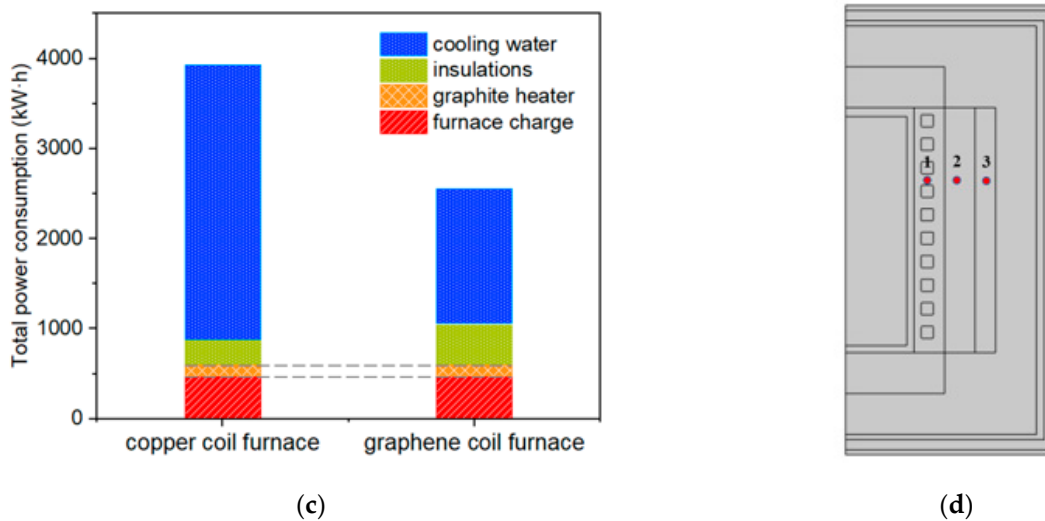 Total power consumption (kW·h)
4000
3000
2000
1000
0
cooling water
insulations
graphite heater
furnace charge
copper coil furnace
graphene coil furnace
(c)
1 2 3
(d)